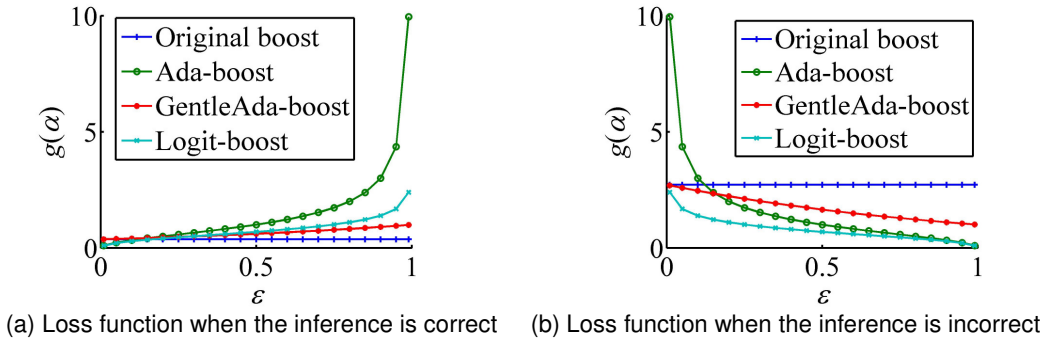 10
5
0
g(α)
Original boost
Ada-boost
GentleAda-boost
Logit-boost
0
0.5
1
ε
(a) Loss function when the inference is correct
10
5
0
g(α)
Original boost
Ada-boost
GentleAda-boost
Logit-boost
0
0.5
1
ε
(b) Loss function when the inference is incorrect